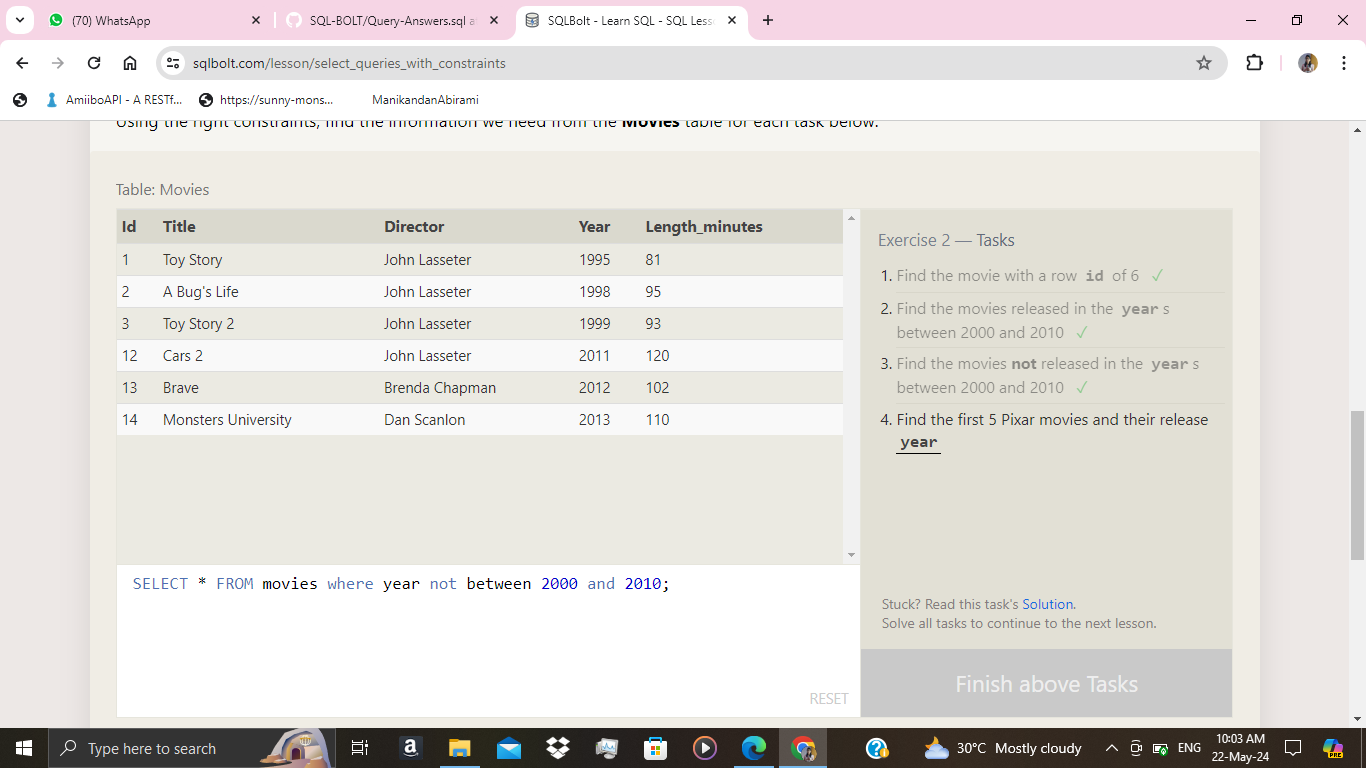 (70) WhatsApp
SQL-BOLT/Query-Answers.sql a
SQLBolt - Learn SQL - SQL Less
sqlbolt.com/lesson/select_queries_with_constraints
AmiiboAPI - A RESTf...
https://sunny-mons...
ManikandanAbirami
Using the right constraints, find the information we need from the Movies table for each task below.
Table: Movies
Id Title Director Year Length_minutes
1 Toy Story John Lasseter 1995 81
2 A Bug's Life John Lasseter 1998 95
3 Toy Story 2 John Lasseter 1999 93
12 Cars 2 John Lasseter 2011 120
13 Brave Brenda Chapman 2012 102
14 Monsters University Dan Scanlon 2013 110
SELECT * FROM movies where year not between 2000 and 2010;
RESET
Exercise 2 — Tasks
1. Find the movie with a row id of 6 ✓
2. Find the movies released in the year s
between 2000 and 2010 ✓
3. Find the movies not released in the year s
between 2000 and 2010 ✓
4. Find the first 5 Pixar movies and their release
year
Stuck? Read this task's Solution.
Solve all tasks to continue to the next lesson.
Finish above Tasks
Type here to search
30°C Mostly cloudy
ENG
10:03 AM
22-May-24
PRE